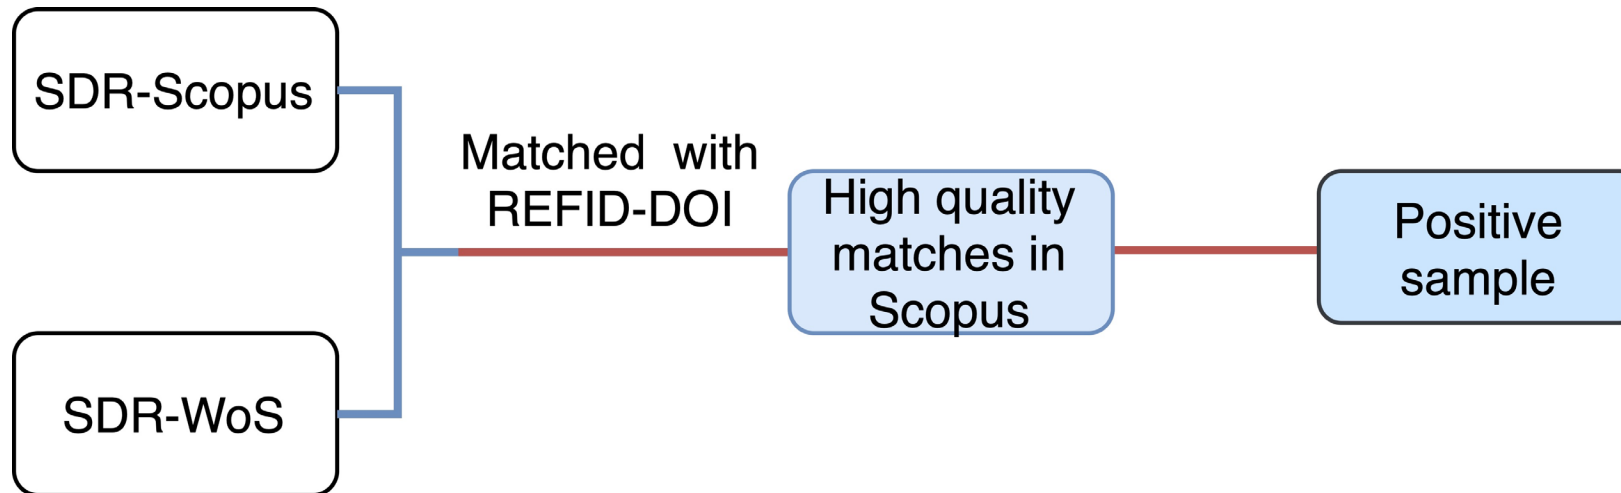 SDR-Scopus
Matched with
REFID-DOI
High quality
matches in
Scopus
Positive
sample
SDR-WoS